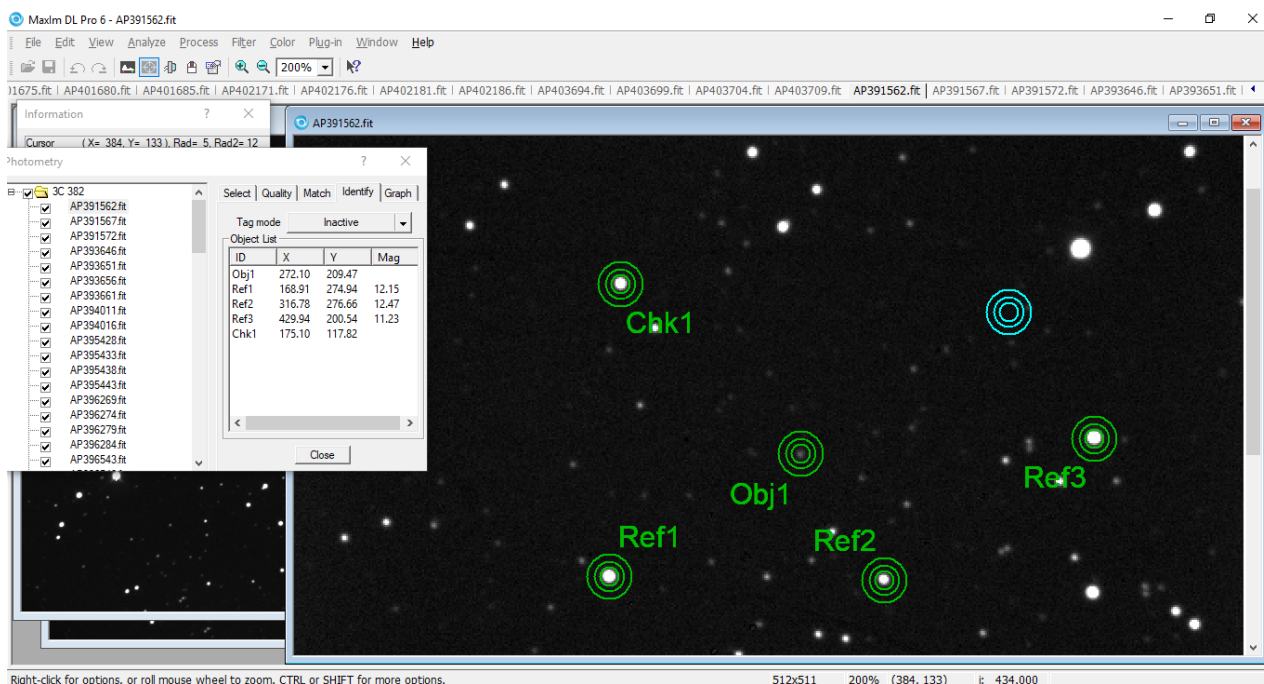 MaxIm DL Pro 6 - AP391562.fit
File Edit View Analyze Process Filter Color Plug-in Window Help
200%
01675.fit | AP401680.fit | AP401685.fit | AP402171.fit | AP402176.fit | AP402181.fit | AP402186.fit | AP403694.fit | AP403699.fit | AP403704.fit | AP403709.fit AP391562.fit | AP391567.fit | AP391572.fit | AP393646.fit | AP393651.fit |
Information ? ×
Cursor (X= 384, Y= 133), Rad= 5, Rad2= 12
Photometry ? ×
3C 382
AP391562.fit
AP391567.fit
AP391572.fit
AP393646.fit
AP393651.fit
AP393656.fit
AP393661.fit
AP394011.fit
AP394016.fit
AP395428.fit
AP395433.fit
AP395438.fit
AP395443.fit
AP396269.fit
AP396274.fit
AP396279.fit
AP396284.fit
AP396543.fit
Select Quality Match Identify Graph
Tag mode Inactive
Object List
ID X Y Mag
Obj1 272.10 209.47
Ref1 168.91 274.94 12.15
Ref2 316.78 276.66 12.47
Ref3 429.94 200.54 11.23
Chk1 175.10 117.82
Close
AP391562.fit
Chk1
Ref3
Obj1
Ref1
Ref2
Right-click for options, or roll mouse wheel to zoom. CTRL or SHIFT for more options. 512x511 200% (384, 133) i: 434.000